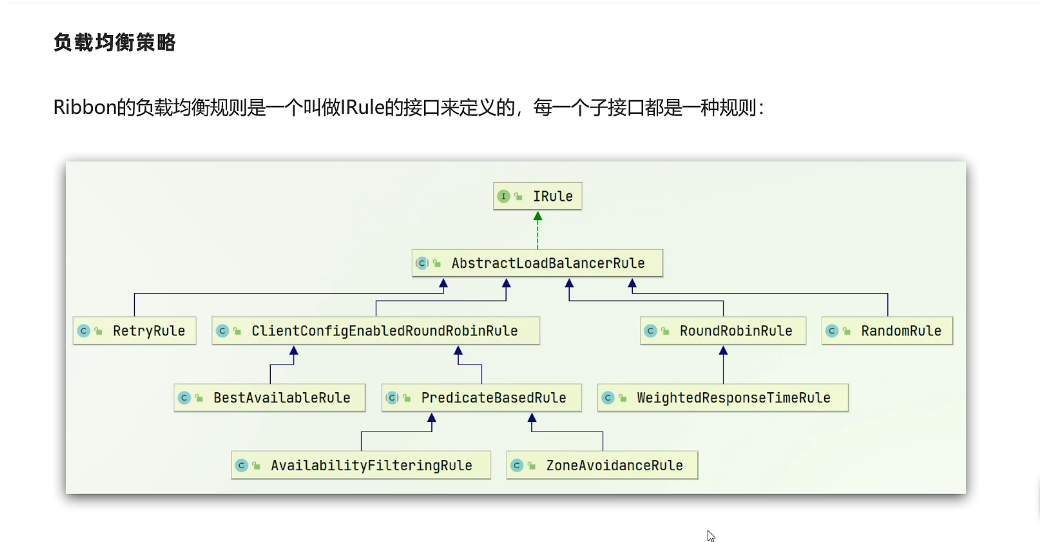 负载均衡策略
Ribbon的负载均衡规则是一个叫做IRule的接口来定义的，每一个子接口都是一种规则：
I IRule
C AbstractLoadBalancerRule
C RetryRule
C ClientConfigEnabledRoundRobinRule
C RoundRobinRule
C RandomRule
C BestAvailableRule
C PredicateBasedRule
C WeightedResponseTimeRule
C AvailabilityFilteringRule
C ZoneAvoidanceRule